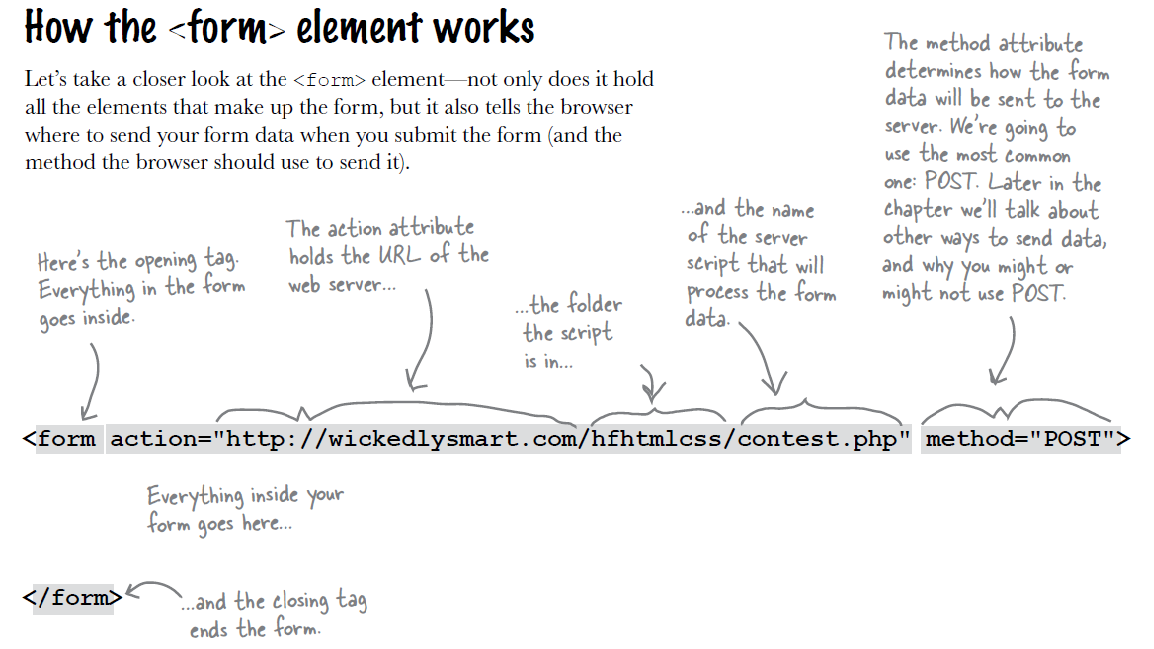 How the <form> element works
Let's take a closer look at the <form> element—not only does it hold
all the elements that make up the form, but it also tells the browser
where to send your form data when you submit the form (and the
method the browser should use to send it).
Here's the opening tag.
Everything in the form
goes inside.
The action attribute
holds the URL of the
web server...
...the folder
the script
is in...
...and the name
of the server
script that will
process the form
data.
The method attribute
determines how the form
data will be sent to the
server. We're going to
use the most common
one: POST. Later in the
chapter we'll talk about
other ways to send data,
and why you might or
might not use POST.
<form action="http://wickedlysmart.com/hfhtmlcss/contest.php" method="POST">
Everything inside your
form goes here...
</form>
...and the closing tag
ends the form.